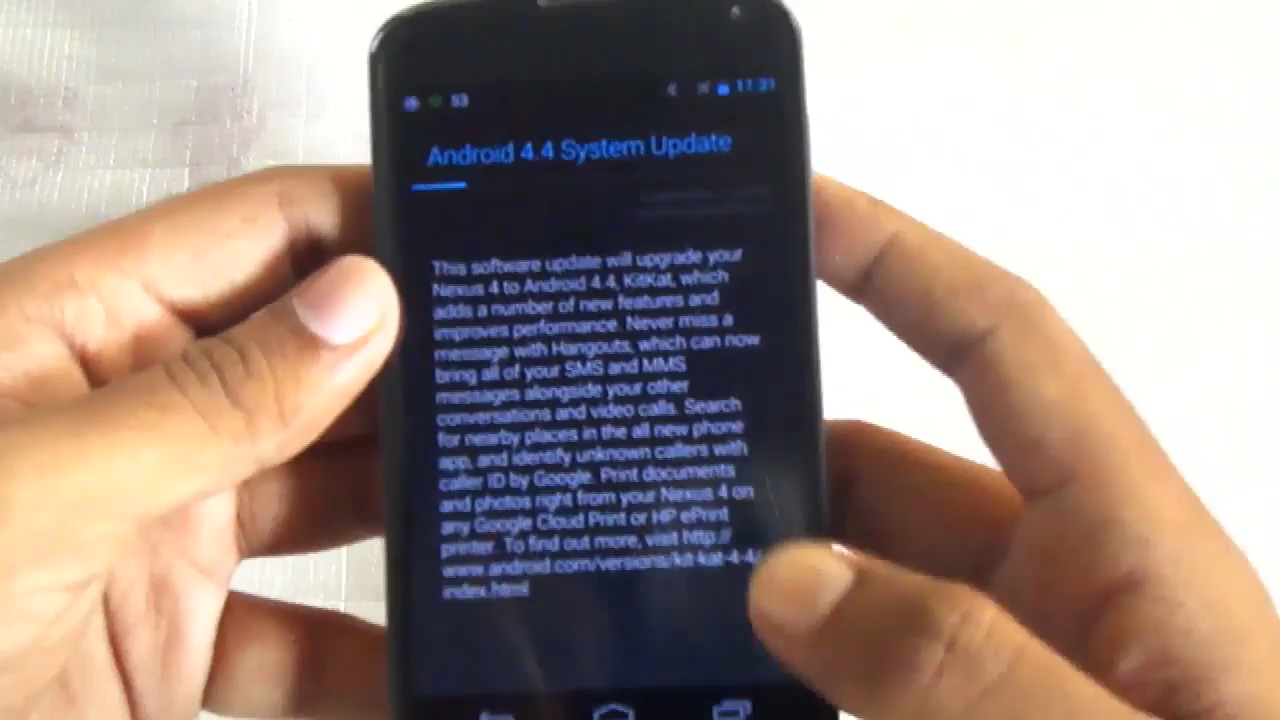 53
Android 4.4 System Update
This software update will upgrade your
Nexus 4 to Android 4.4, KitKat, which
adds a number of new features and
improves performance. Never miss a
message with Hangouts, which can now
bring all of your SMS and MMS
messages alongside your other
conversations and video calls. Search
for nearby places in the all new phone
app, and identify unknown callers with
caller ID by Google. Print documents
and photos right from your Nexus 4 on
any Google Cloud Print or HP ePrint
printer. To find out more, visit http://
www.android.com/versions/kit-kat-4-4/
index.html